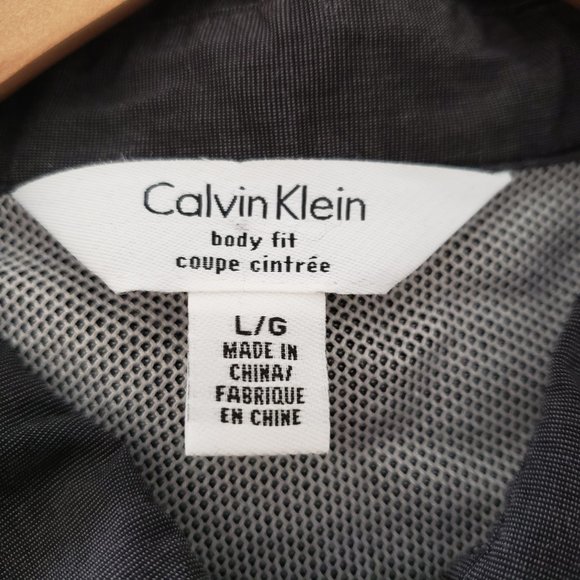 Calvin Klein
body fit
coupe cintrée
L/G
MADE IN
CHINA/
FABRIQUE
EN CHINE